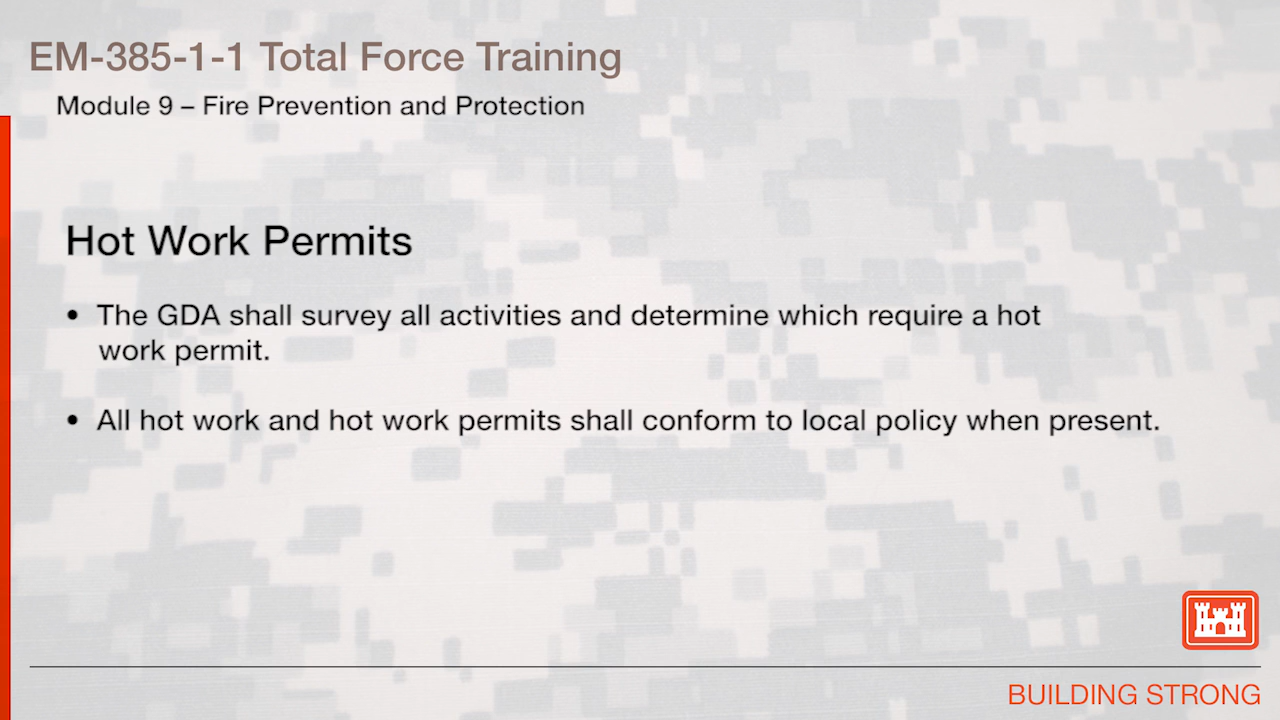 EM-385-1-1 Total Force Training
Module 9 – Fire Prevention and Protection
Hot Work Permits
• The GDA shall survey all activities and determine which require a hot
work permit.
• All hot work and hot work permits shall conform to local policy when present.
BUILDING STRONG